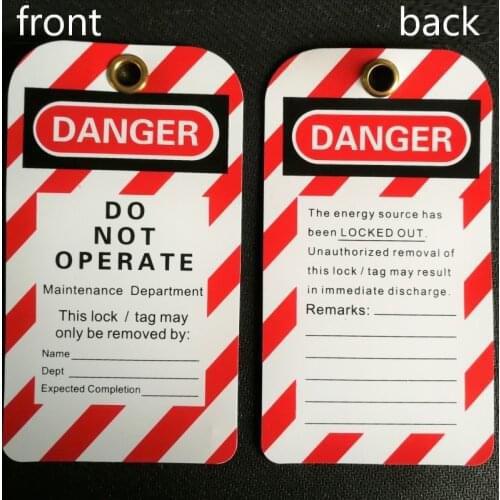 front
DANGER
DO
NOT
OPERATE
Maintenance Department
This lock / tag may
only be removed by:
Name
Dept
Expected Completion
back
DANGER
The energy source has
been LOCKED OUT.
Unauthorized removal of
this lock / tag may result
in immediate discharge.
Remarks: